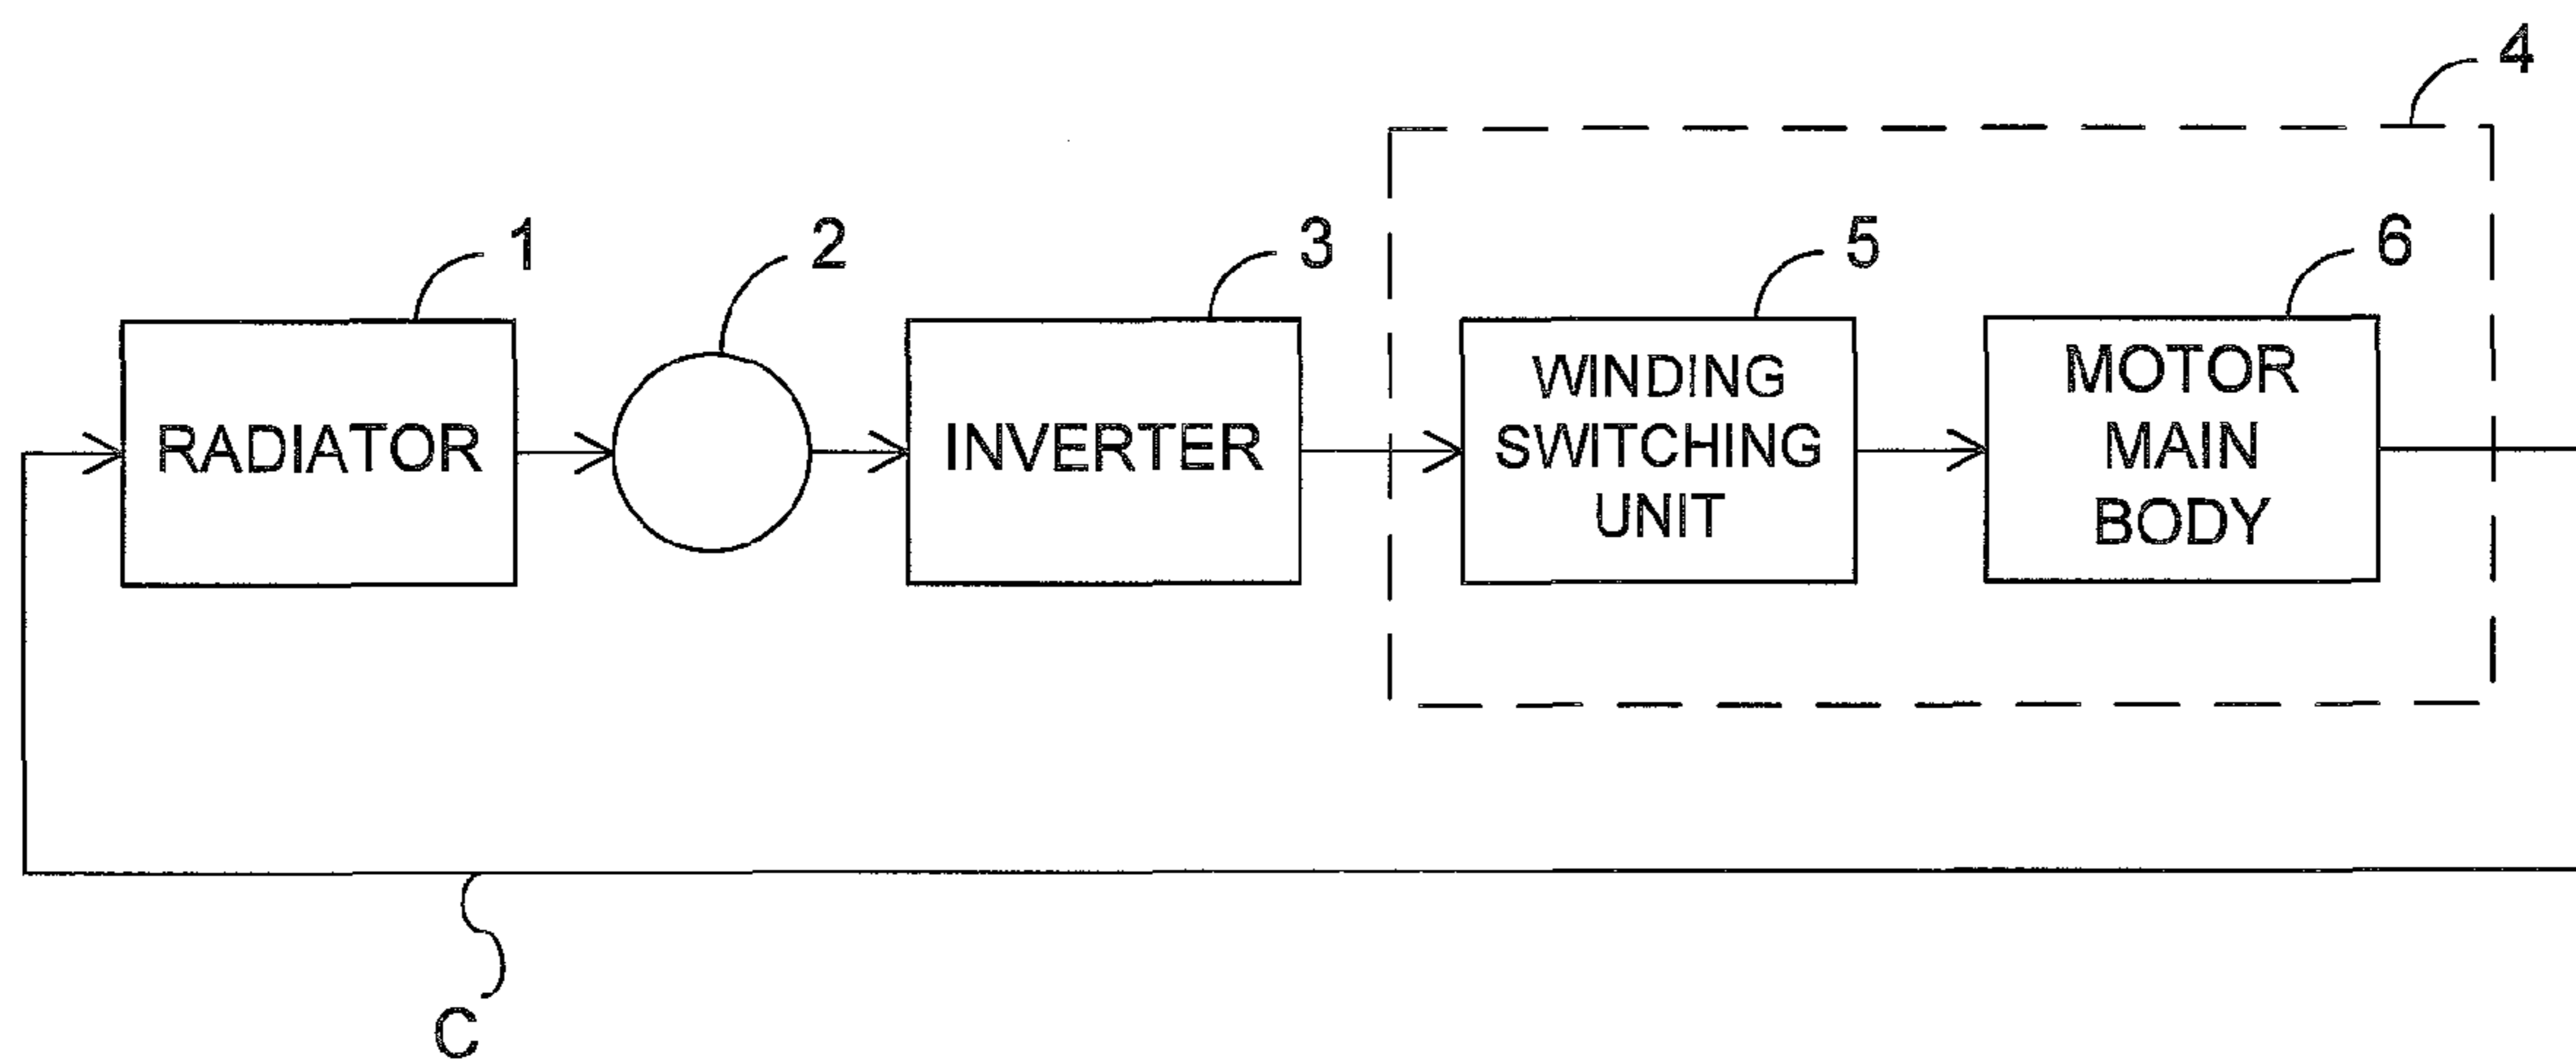 4
1
2
3
5
6
RADIATOR
INVERTER
WINDING
SWITCHING
UNIT
MOTOR
MAIN
BODY
C